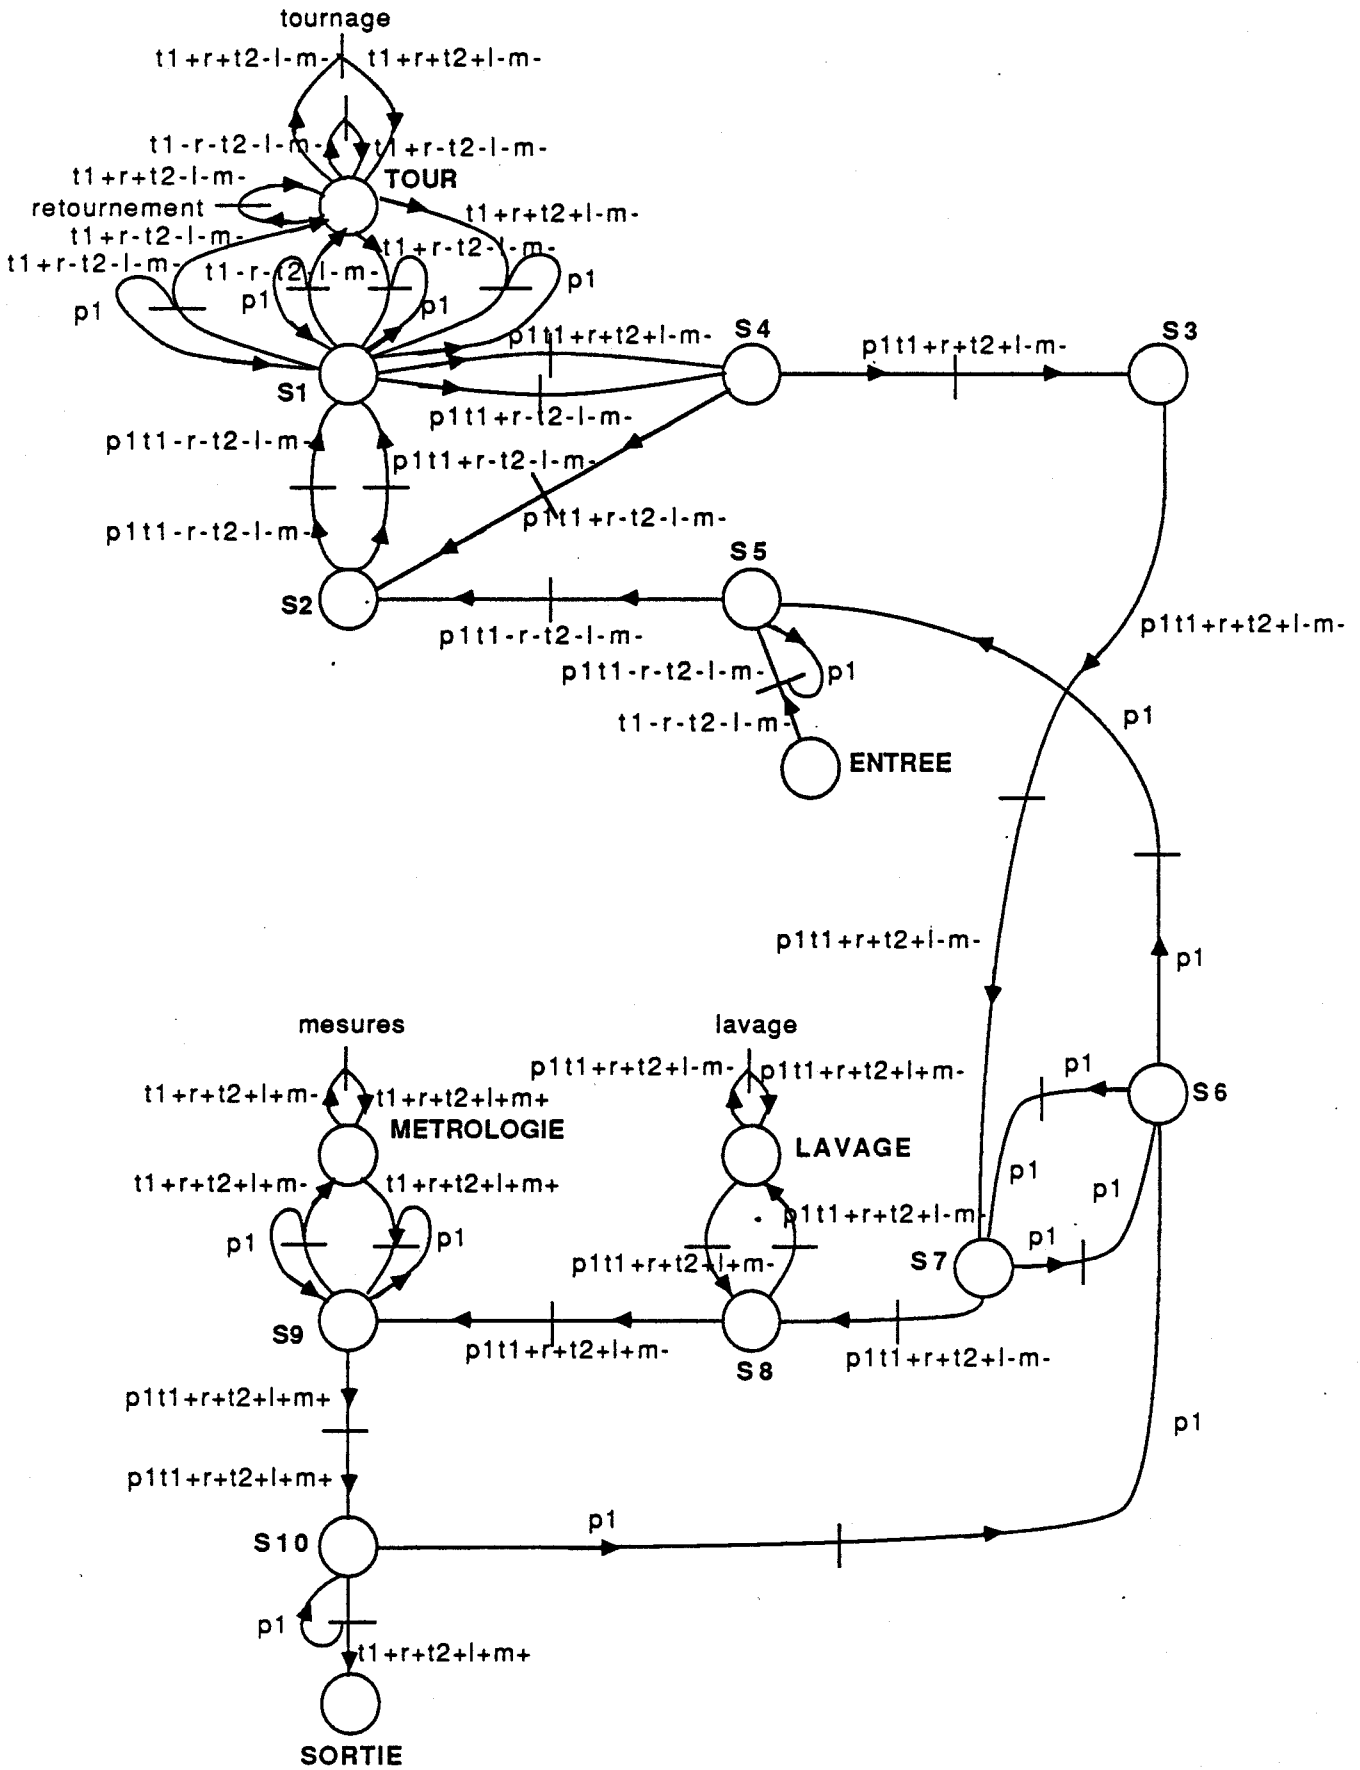 tournage
t1+r+t2-l-m- t1+r+t2+l-m-
t1-r-t2-l-m- t1+r-t2-l-m-
t1+r+t2-l-m- TOUR
retournement t1+r+t2+l-m-
t1+r-t2-l-m- t1+r-t2-l-m-
t1+r-t2-l-m- t1-r-t2-l-m-
p1 p1 p1 p1
p1t1+r+t2+l-m- S4 S3
p1t1+r+t2+l-m-
S1
p1t1+r-t2-l-m-
p1t1-r-t2-l-m-
p1t1+r-t2-l-m-
p1t1+r-t2-l-m-
p1t1-r-t2-l-m-
S5
S2
p1t1-r-t2-l-m- p1t1+r+t2+l-m-
p1t1-r-t2-l-m- p1
t1-r-t2-l-m- p1
ENTREE
p1t1+r+t2+l-m- p1
mesures lavage
p1t1+r+t2+l-m- p1t1+r+t2+l+m- p1
t1+r+t2+l+m- t1+r+t2+l+m+ S6
METROLOGIE LAVAGE
t1+r+t2+l+m- t1+r+t2+l+m+ p1 p1
p1t1+r+t2+l-m-
p1 p1 p1
p1t1+r+t2+l+m- S7
S9 p1t1+r+t2+l+m- S8 p1t1+r+t2+l-m-
p1t1+r+t2+l+m+
p1
p1t1+r+t2+l+m+
S10 p1
p1
t1+r+t2+l+m+
SORTIE